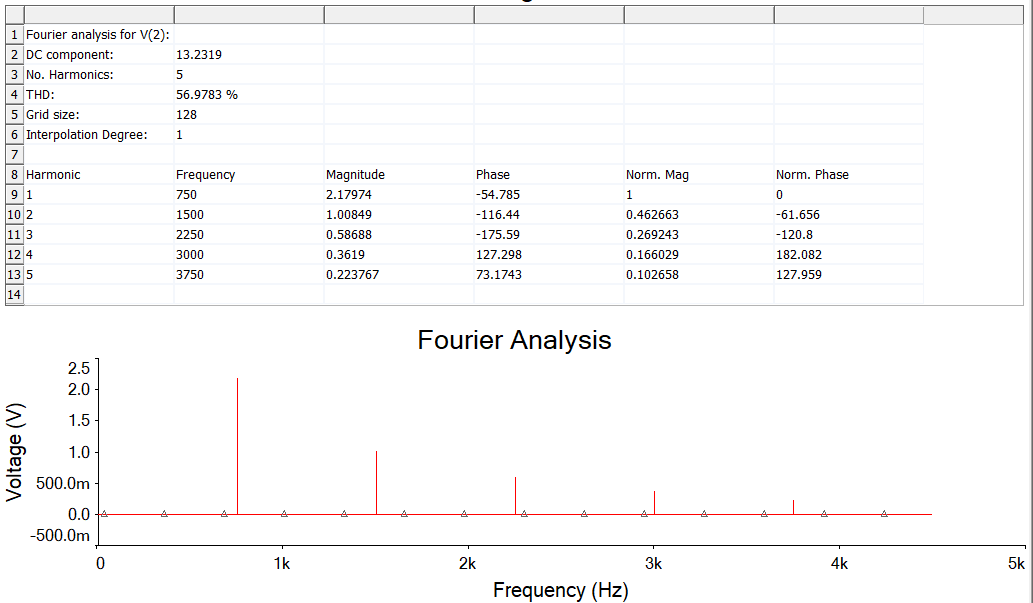 1 Fourier analysis for V(2):
2 DC component: 13.2319
3 No. Harmonics: 5
4 THD: 56.9783 %
5 Grid size: 128
6 Interpolation Degree: 1
7
8 Harmonic Frequency Magnitude Phase Norm. Mag Norm. Phase
9 1 750 2.17974 -54.785 1 0
10 2 1500 1.00849 -116.44 0.462663 -61.656
11 3 2250 0.58688 -175.59 0.269243 -120.8
12 4 3000 0.3619 127.298 0.166029 182.082
13 5 3750 0.223767 73.1743 0.102658 127.959
14
Fourier Analysis
Voltage (V)
2.5
2.0
1.5
1.0
500.0m
0.0
-500.0m
0 1k 2k 3k 4k 5k
Frequency (Hz)